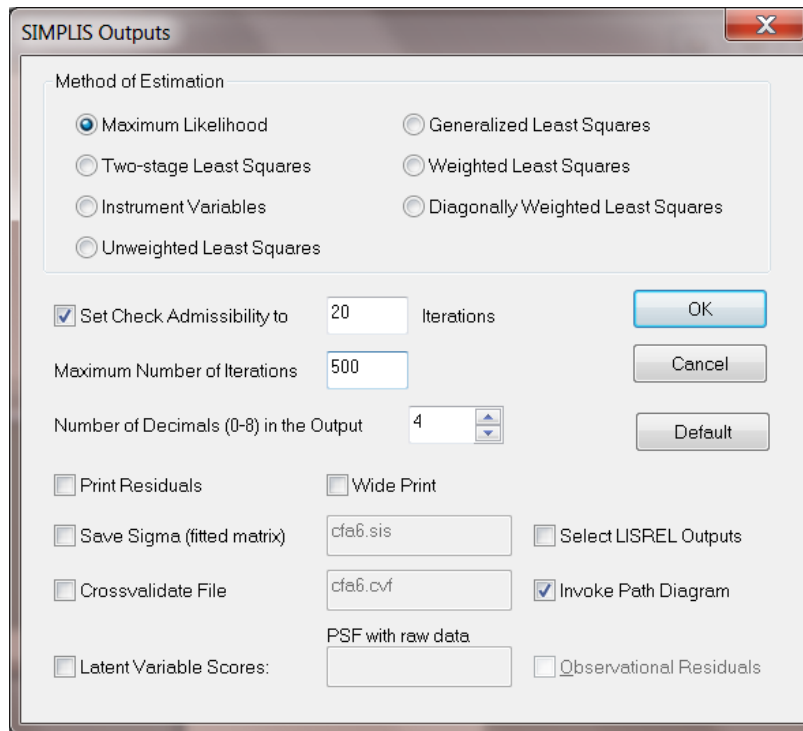 SIMPLIS Outputs
X
Method of Estimation
Maximum Likelihood
Generalized Least Squares
Two-stage Least Squares
Weighted Least Squares
Instrument Variables
Diagonally Weighted Least Squares
Unweighted Least Squares
Set Check Admissibility to 20 Iterations
OK
Maximum Number of Iterations 500
Cancel
Number of Decimals (0-8) in the Output 4
Default
Print Residuals
Wide Print
Save Sigma (fitted matrix) cfa6.sis
Select LISREL Outputs
Crossvalidate File cfa6.cvf
Invoke Path Diagram
PSF with raw data
Latent Variable Scores:
Observational Residuals